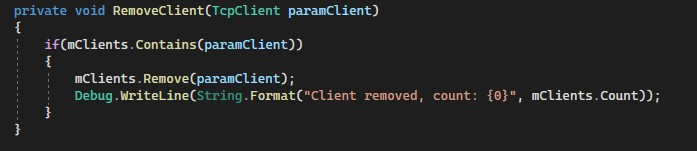 private void RemoveClient(TcpClient paramClient)
{
if(mClients.Contains(paramClient))
{
mClients.Remove(paramClient);
Debug.WriteLine(String.Format("Client removed, count: {0}", mClients.Count));
}
}